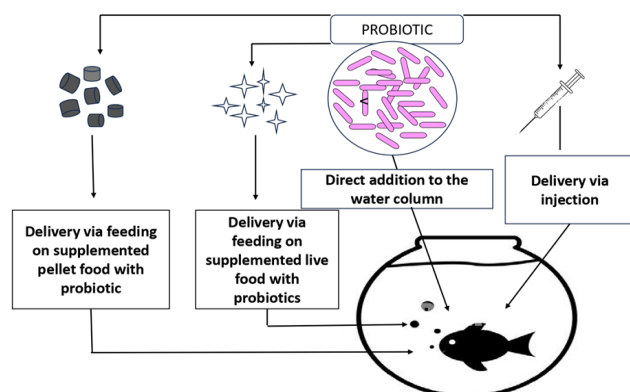 PROBIOTIC
Direct addition to the
water column
Delivery via
injection
Delivery via feeding
on supplemented
pellet food with
probiotic
Delivery via
feeding on
supplemented live
food with
probiotics